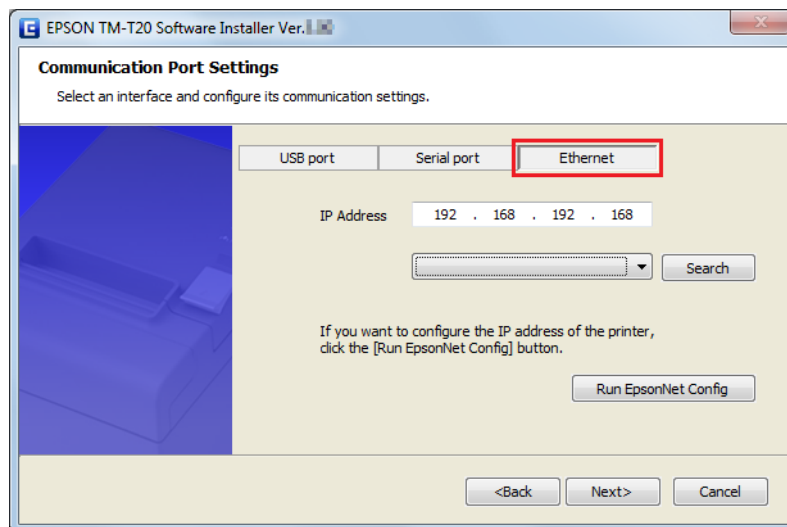 EPSON TM-T20 Software Installer Ver.
Communication Port Settings
Select an interface and configure its communication settings.
USB port
Serial port
Ethernet
IP Address
192 . 168 . 192 . 168
Search
If you want to configure the IP address of the printer,
click the [Run EpsonNet Config] button.
Run EpsonNet Config
<Back
Next>
Cancel